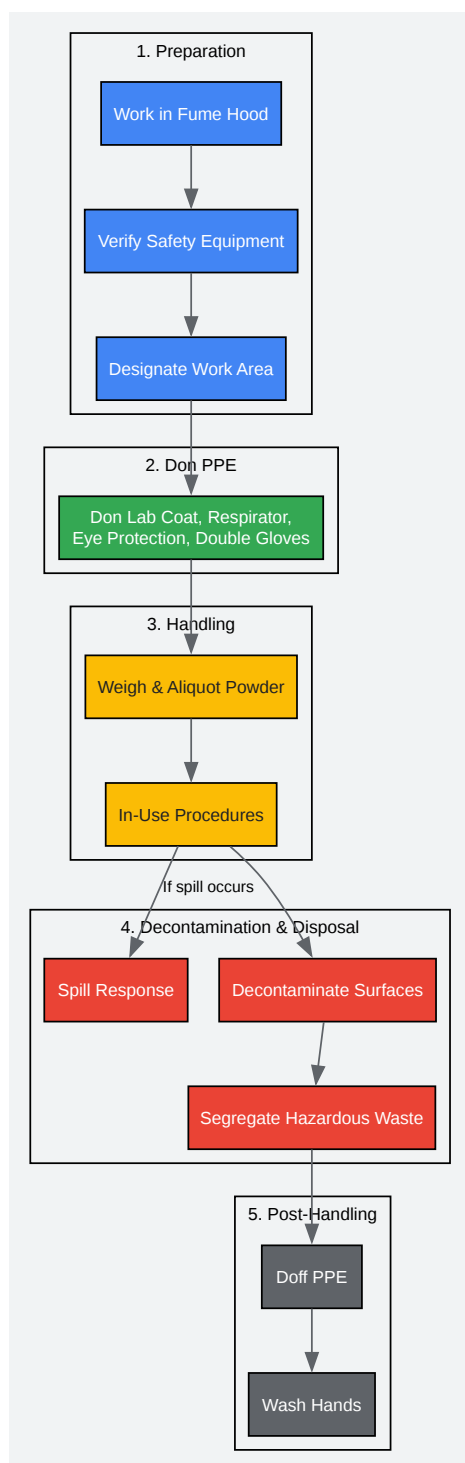 1. Preparation
Work in Fume Hood
Verify Safety Equipment
Designate Work Area
2. Don PPE
Don Lab Coat, Respirator,
Eye Protection, Double Gloves
3. Handling
Weigh & Aliquot Powder
In-Use Procedures
If spill occurs
4. Decontamination & Disposal
Spill Response
Decontaminate Surfaces
Segregate Hazardous Waste
5. Post-Handling
Doff PPE
Wash Hands